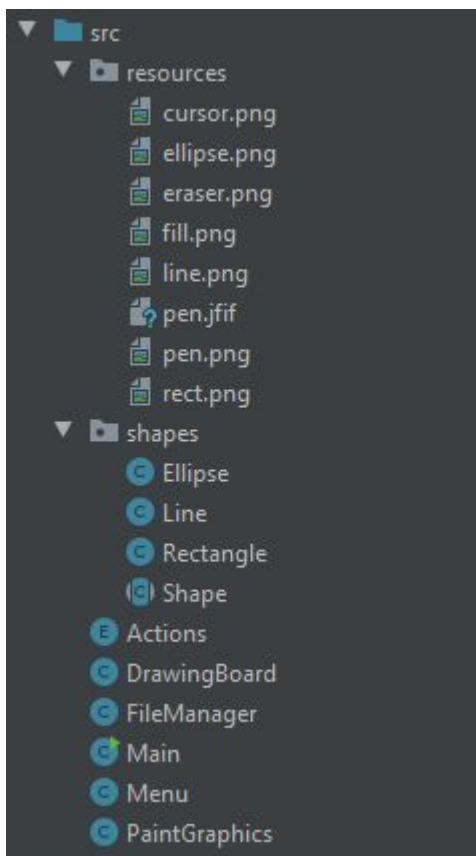 src
resources
cursor.png
ellipse.png
eraser.png
fill.png
line.png
pen.jfif
pen.png
rect.png
shapes
Ellipse
Line
Rectangle
Shape
Actions
DrawingBoard
FileManager
Main
Menu
PaintGraphics